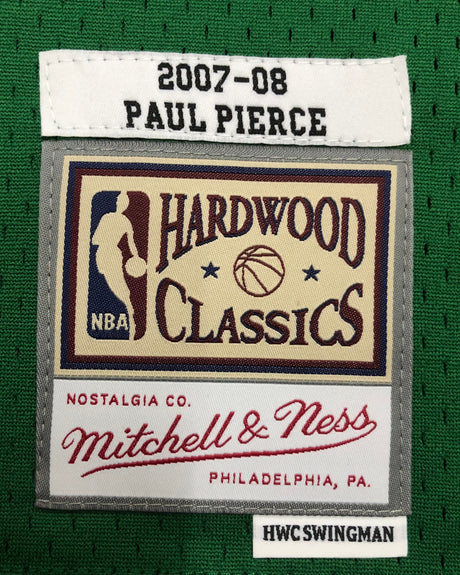 2007-08
PAUL PIERCE
HARDWOOD
NBA
CLASSICS
NOSTALGIA CO.
Mitchell & Ness
PHILADELPHIA, PA.
HWC SWINGMAN